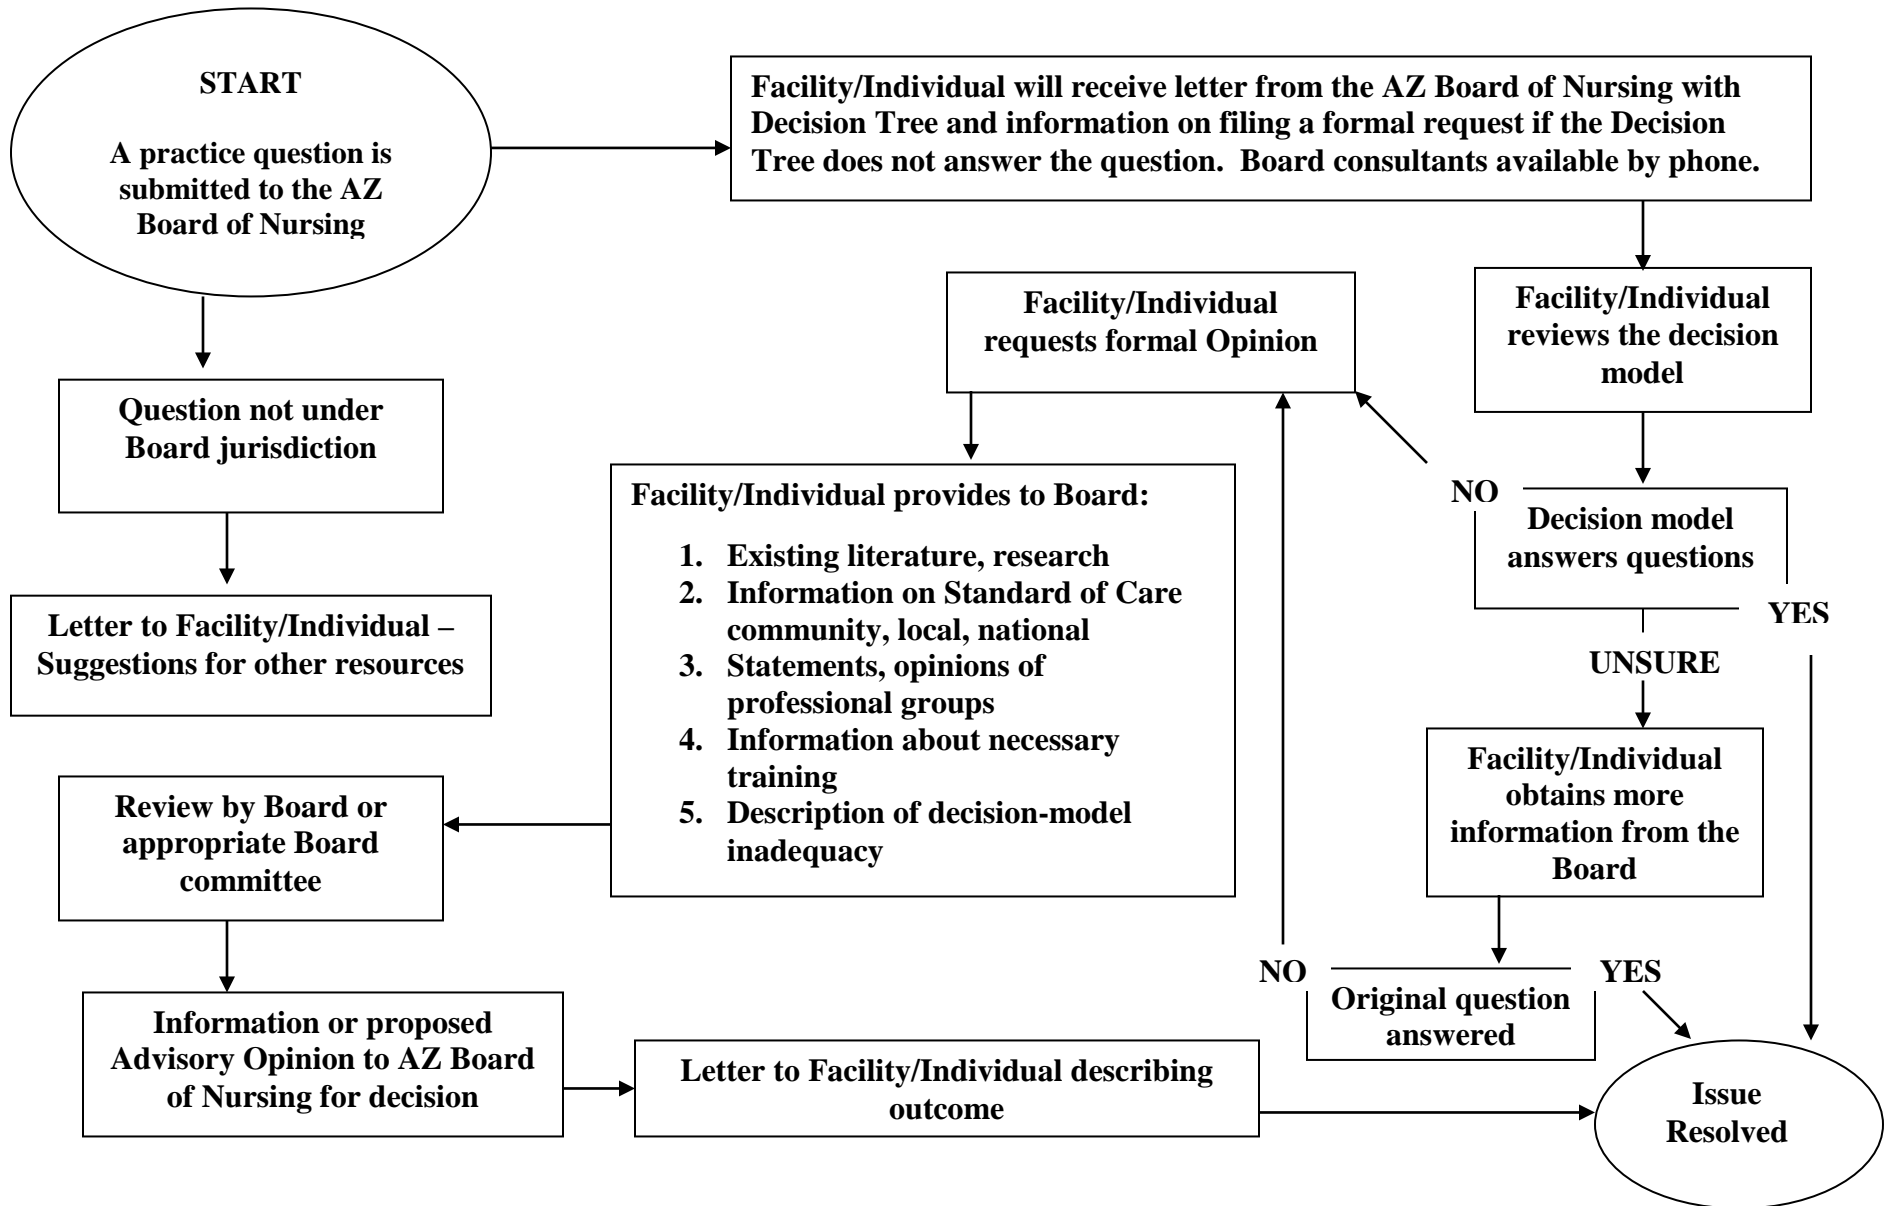 START
A practice question is
submitted to the AZ
Board of Nursing
Facility/Individual will receive letter from the AZ Board of Nursing with
Decision Tree and information on filing a formal request if the Decision
Tree does not answer the question.  Board consultants available by phone.
Facility/Individual
requests formal Opinion
Facility/Individual
reviews the decision
model
Question not under
Board jurisdiction
Facility/Individual provides to Board:
1. Existing literature, research
2. Information on Standard of Care
community, local, national
3. Statements, opinions of
professional groups
4. Information about necessary
training
5. Description of decision-model
inadequacy
NO
Decision model
answers questions
YES
UNSURE
Letter to Facility/Individual –
Suggestions for other resources
Facility/Individual
obtains more
information from the
Board
Review by Board or
appropriate Board
committee
NO
YES
Original question
answered
Information or proposed
Advisory Opinion to AZ Board
of Nursing for decision
Letter to Facility/Individual describing
outcome
Issue
Resolved